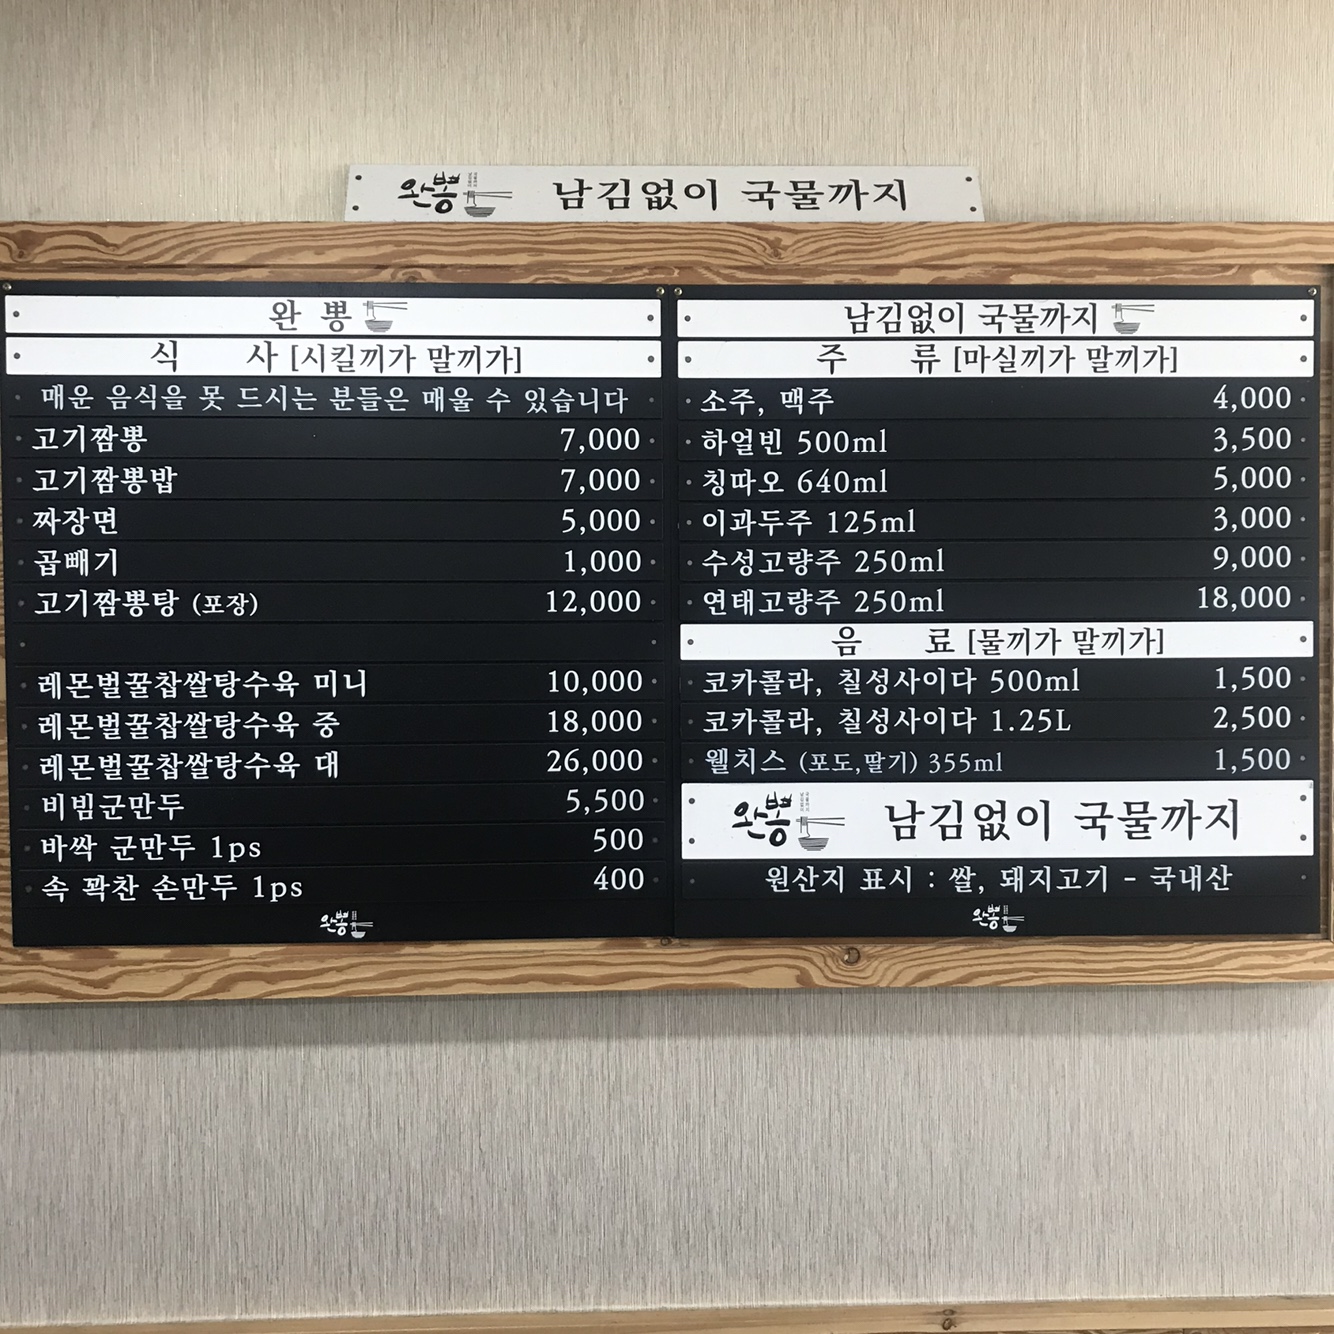 완뽕 남김없이 국물까지
완 뽕
식 사 [시킬끼가 말끼가]
매운 음식을 못 드시는 분들은 매울 수 있습니다
고기짬뽕 7,000
고기짬뽕밥 7,000
짜장면 5,000
곱빼기 1,000
고기짬뽕탕 (포장) 12,000
레몬벌꿀찹쌀탕수육 미니 10,000
레몬벌꿀찹쌀탕수육 중 18,000
레몬벌꿀찹쌀탕수육 대 26,000
비빔군만두 5,500
바싹 군만두 1ps 500
속 꽉찬 손만두 1ps 400
완뽕
남김없이 국물까지
주 류 [마실끼가 말끼가]
소주, 맥주 4,000
하얼빈 500ml 3,500
칭따오 640ml 5,000
이과두주 125ml 3,000
수성고량주 250ml 9,000
연태고량주 250ml 18,000
음 료 [물끼가 말끼가]
코카콜라, 칠성사이다 500ml 1,500
코카콜라, 칠성사이다 1.25L 2,500
웰치스 (포도,딸기) 355ml 1,500
완뽕 남김없이 국물까지
원산지 표시 : 쌀, 돼지고기 - 국내산
완뽕